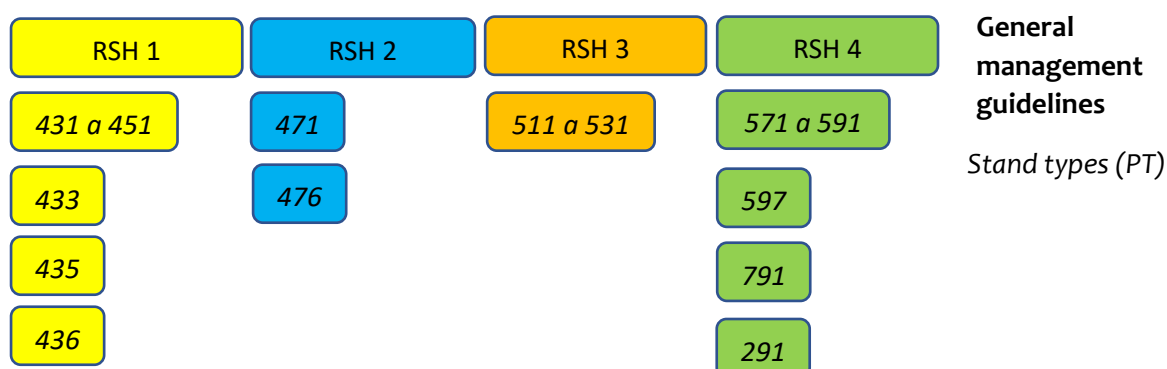 RSH 1 RSH 2 RSH 3 RSH 4
General
management
guidelines
431 a 451 471 511 a 531 571 a 591
Stand types (PT)
433 476 597
435 791
436 291